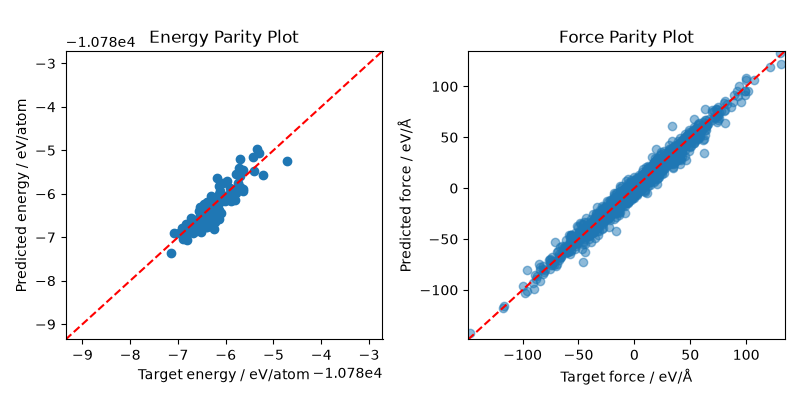 Energy Parity Plot
−1.078e4
−3
−4
−5
−6
−7
−8
−9
Predicted energy / eV/atom
−9 −8 −7 −6 −5 −4 −3
Target energy / eV/atom −1.078e4
Force Parity Plot
100
50
0
−50
−100
Predicted force / eV/Å
−100 −50 0 50 100
Target force / eV/Å